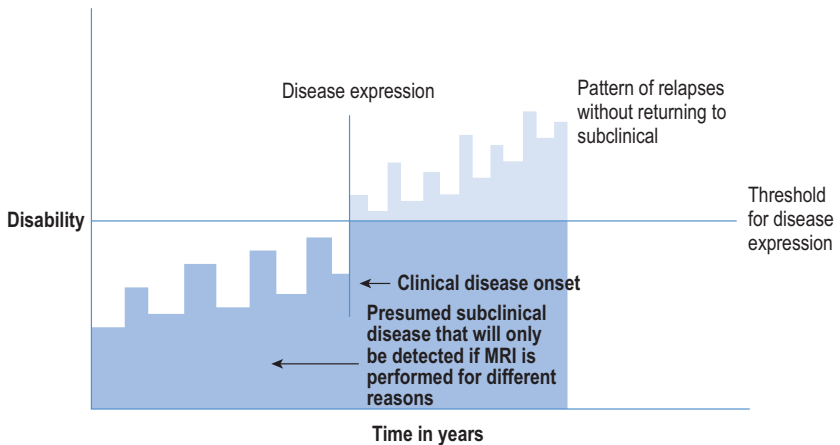 Disease expression
Pattern of relapses
without returning to
subclinical
Disability
Threshold
for disease
expression
Clinical disease onset
Presumed subclinical
disease that will only
be detected if MRI is
performed for different
reasons
Time in years